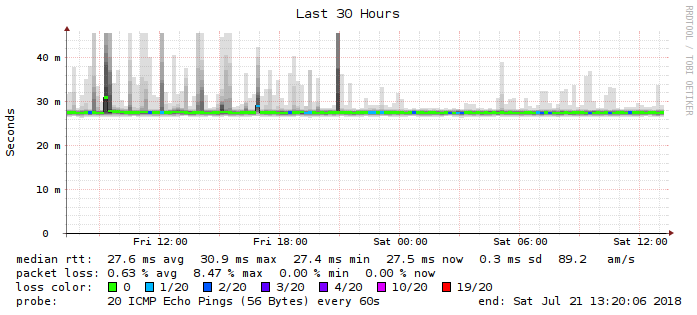 Last 30 Hours
RRDTOOL / TOBI OETIKER
Seconds
40 m
30 m
20 m
10 m
0
Fri 12:00 Fri 18:00 Sat 00:00 Sat 06:00 Sat 12:00
median rtt: 27.6 ms avg 30.9 ms max 27.4 ms min 27.5 ms now 0.3 ms sd 89.2 am/s
packet loss: 0.63 % avg 8.47 % max 0.00 % min 0.00 % now
loss color: 0 1/20 2/20 3/20 4/20 10/20 19/20
probe: 20 ICMP Echo Pings (56 Bytes) every 60s end: Sat Jul 21 13:20:06 2018